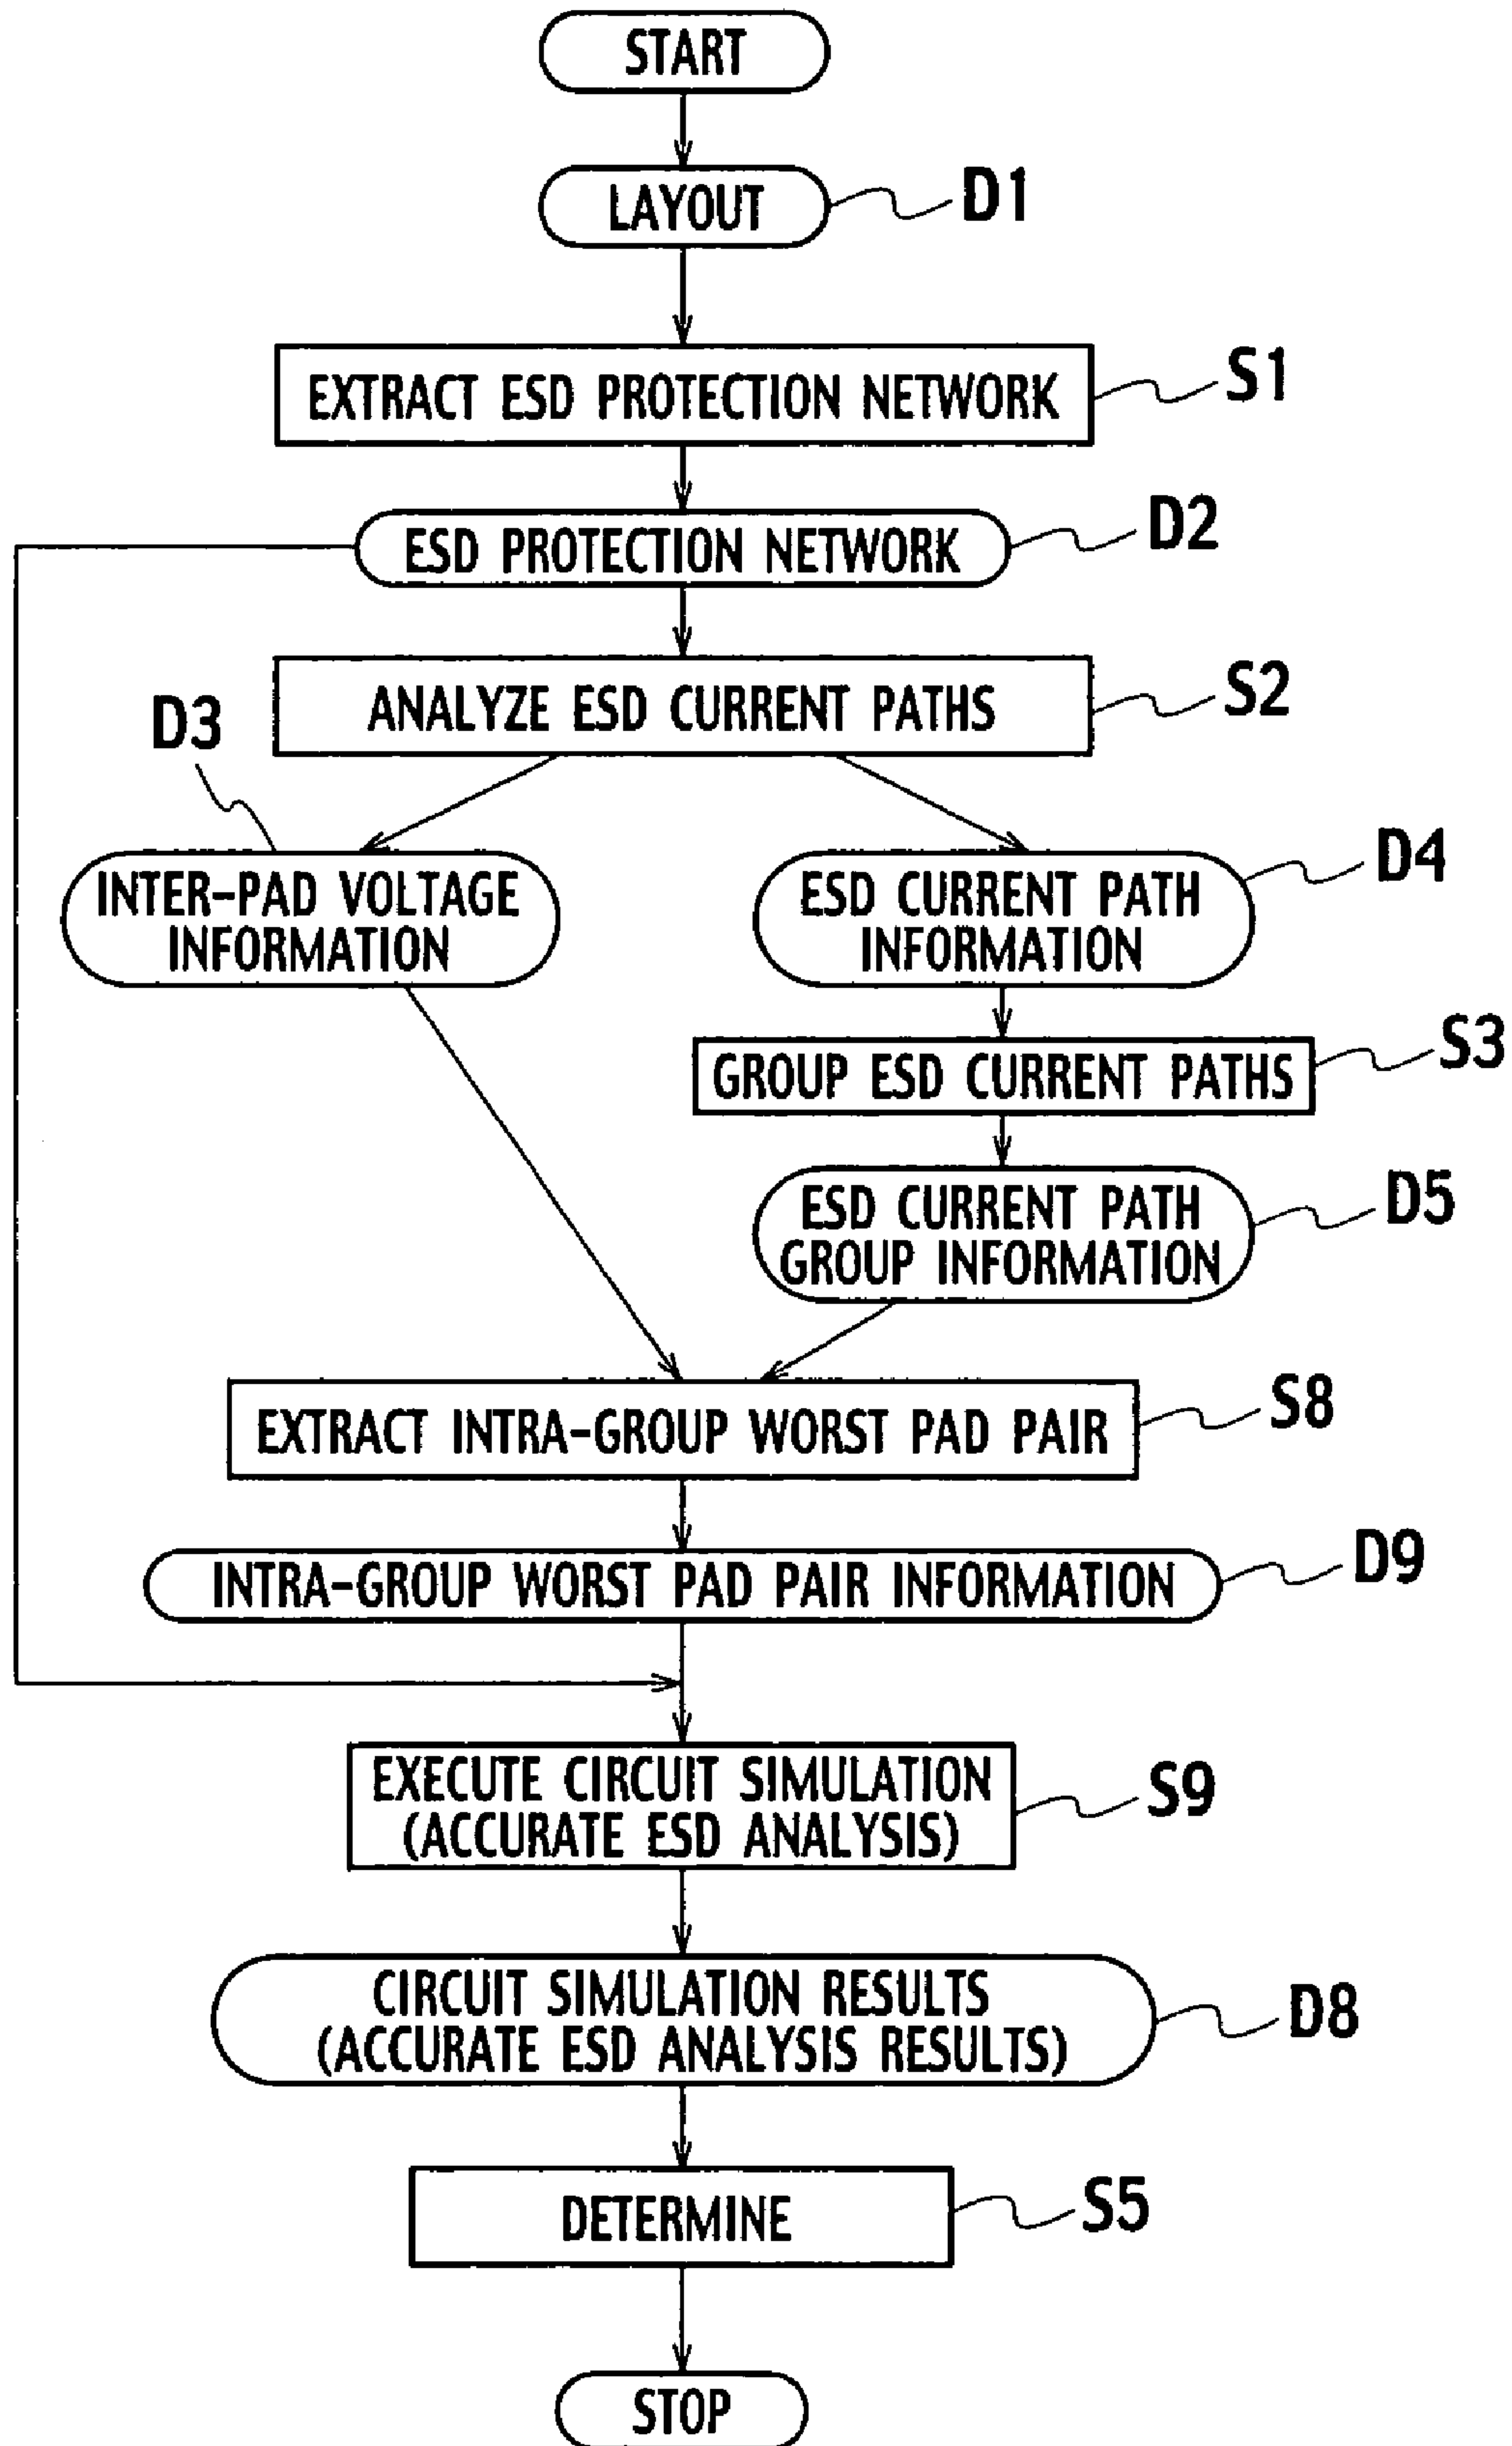 START
LAYOUT
D1
EXTRACT ESD PROTECTION NETWORK
S1
ESD PROTECTION NETWORK
D2
ANALYZE ESD CURRENT PATHS
S2
D3
INTER-PAD VOLTAGE
INFORMATION
ESD CURRENT PATH
INFORMATION
D4
GROUP ESD CURRENT PATHS
S3
ESD CURRENT PATH
GROUP INFORMATION
D5
EXTRACT INTRA-GROUP WORST PAD PAIR
S8
INTRA-GROUP WORST PAD PAIR INFORMATION
D9
EXECUTE CIRCUIT SIMULATION
(ACCURATE ESD ANALYSIS)
S9
CIRCUIT SIMULATION RESULTS
(ACCURATE ESD ANALYSIS RESULTS)
D8
DETERMINE
S5
STOP